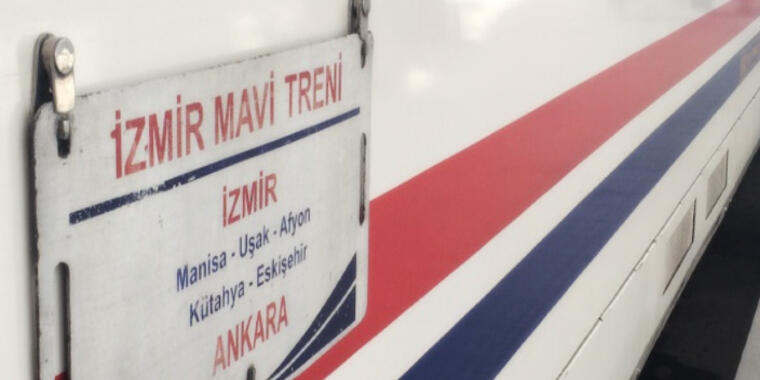 İZMİR MAVİ TRENİ
İZMİR
Manisa - Uşak - Afyon
Kütahya - Eskişehir
ANKARA